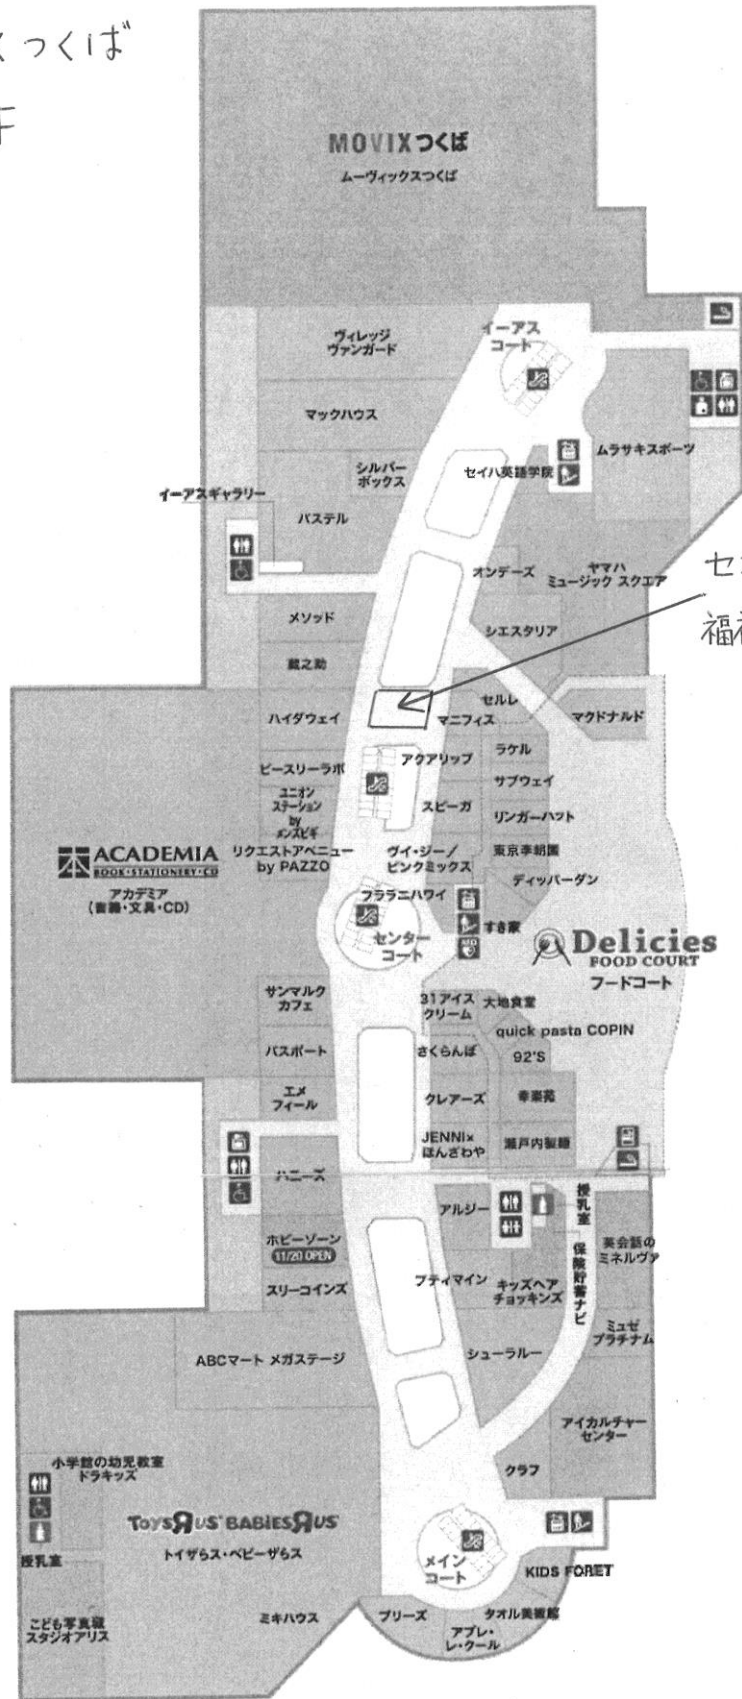 つくば
MOVIXつくば
ムーヴィックスつくば
イーアス
コート
ヴィレッジ
ヴァンガード
マックハウス
シルバー
ボックス
セイハ英語学院
ムラサキスポーツ
イーアスギャラリー
パステル
オンデーズ
ヤマハ
ミュージック スクエア
メソッド
シエスタリア
蔵之助
セルレ
ハイダウェイ
マニフィス
マクドナルド
アクアリップ
ラケル
ビースリーラボ
サブウェイ
ユニオン
ステーション
by
メンズビギ
スピーガ
リンガーハット
ACADEMIA
BOOK・STATIONERY・CD
アカデミア
(書籍・文具・CD)
リクエストアベニュー
by PAZZO
ヴイ・ジー/
ピンクミックス
東京李朝園
ディッパーダン
フララニハワイ
AED
すき家
センター
コート
Delicies
FOOD COURT
フードコート
サンマルク
カフェ
31アイス
クリーム
大地食堂
quick pasta COPIN
パスポート
さくらんぼ
92'S
エメ
フィール
クレアーズ
幸楽苑
JENNI×
ほんざわや
瀬戸内製麺
ハニーズ
アルジー
授乳室
ホビーゾーン
11/20 OPEN
保険貯蓄ナビ
英会話の
ミネルヴァ
スリーコインズ
プティマイン
キッズヘア
チョッキンズ
ABCマート メガステージ
シューラルー
ミュゼ
プラチナム
アイカルチャー
センター
小学館の幼児教室
ドラキッズ
クラフ
TOYSЯUS BABIESЯUS
トイザらス・ベビーザらス
授乳室
メイン
コート
KIDS FORET
こども写真館
スタジオアリス
ミキハウス
ブリーズ
タオル美術館
アプレ・
レ・クール